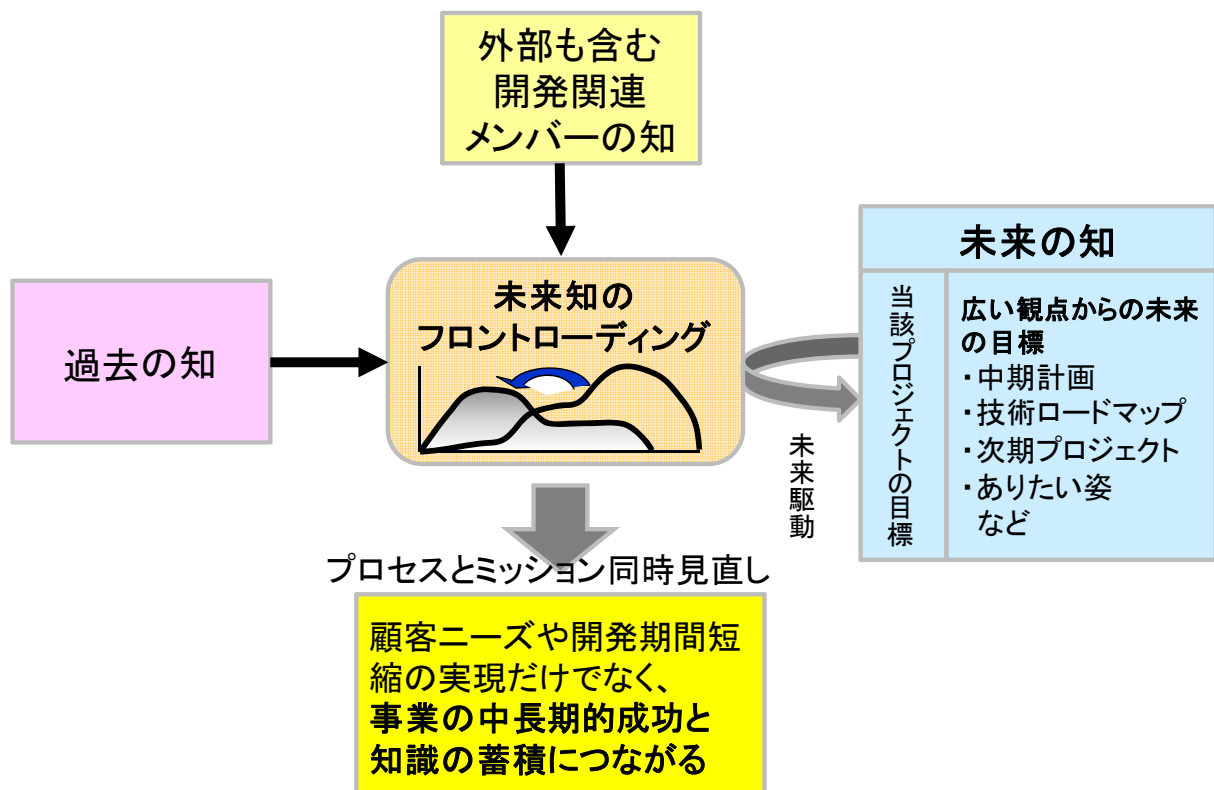 外部も含む
開発関連
メンバーの知
過去の知
未来知の
フロントローディング
未来駆動
未来の知
当該プロジェクトの目標
広い観点からの未来
の目標
・中期計画
・技術ロードマップ
・次期プロジェクト
・ありたい姿
など
プロセスとミッション同時見直し
顧客ニーズや開発期間短
縮の実現だけでなく、
事業の中長期的成功と
知識の蓄積につながる